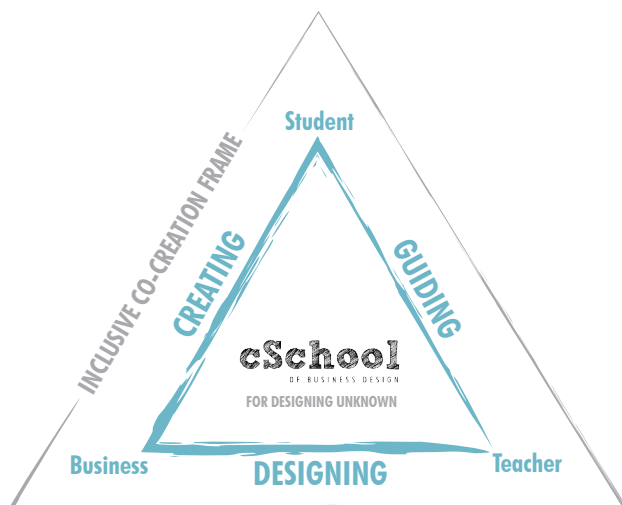 Student
INCLUSIVE CO-CREATION FRAME
CREATING
GUIDING
cSchool
OF BUSINESS DESIGN
FOR DESIGNING UNKNOWN
Business
DESIGNING
Teacher